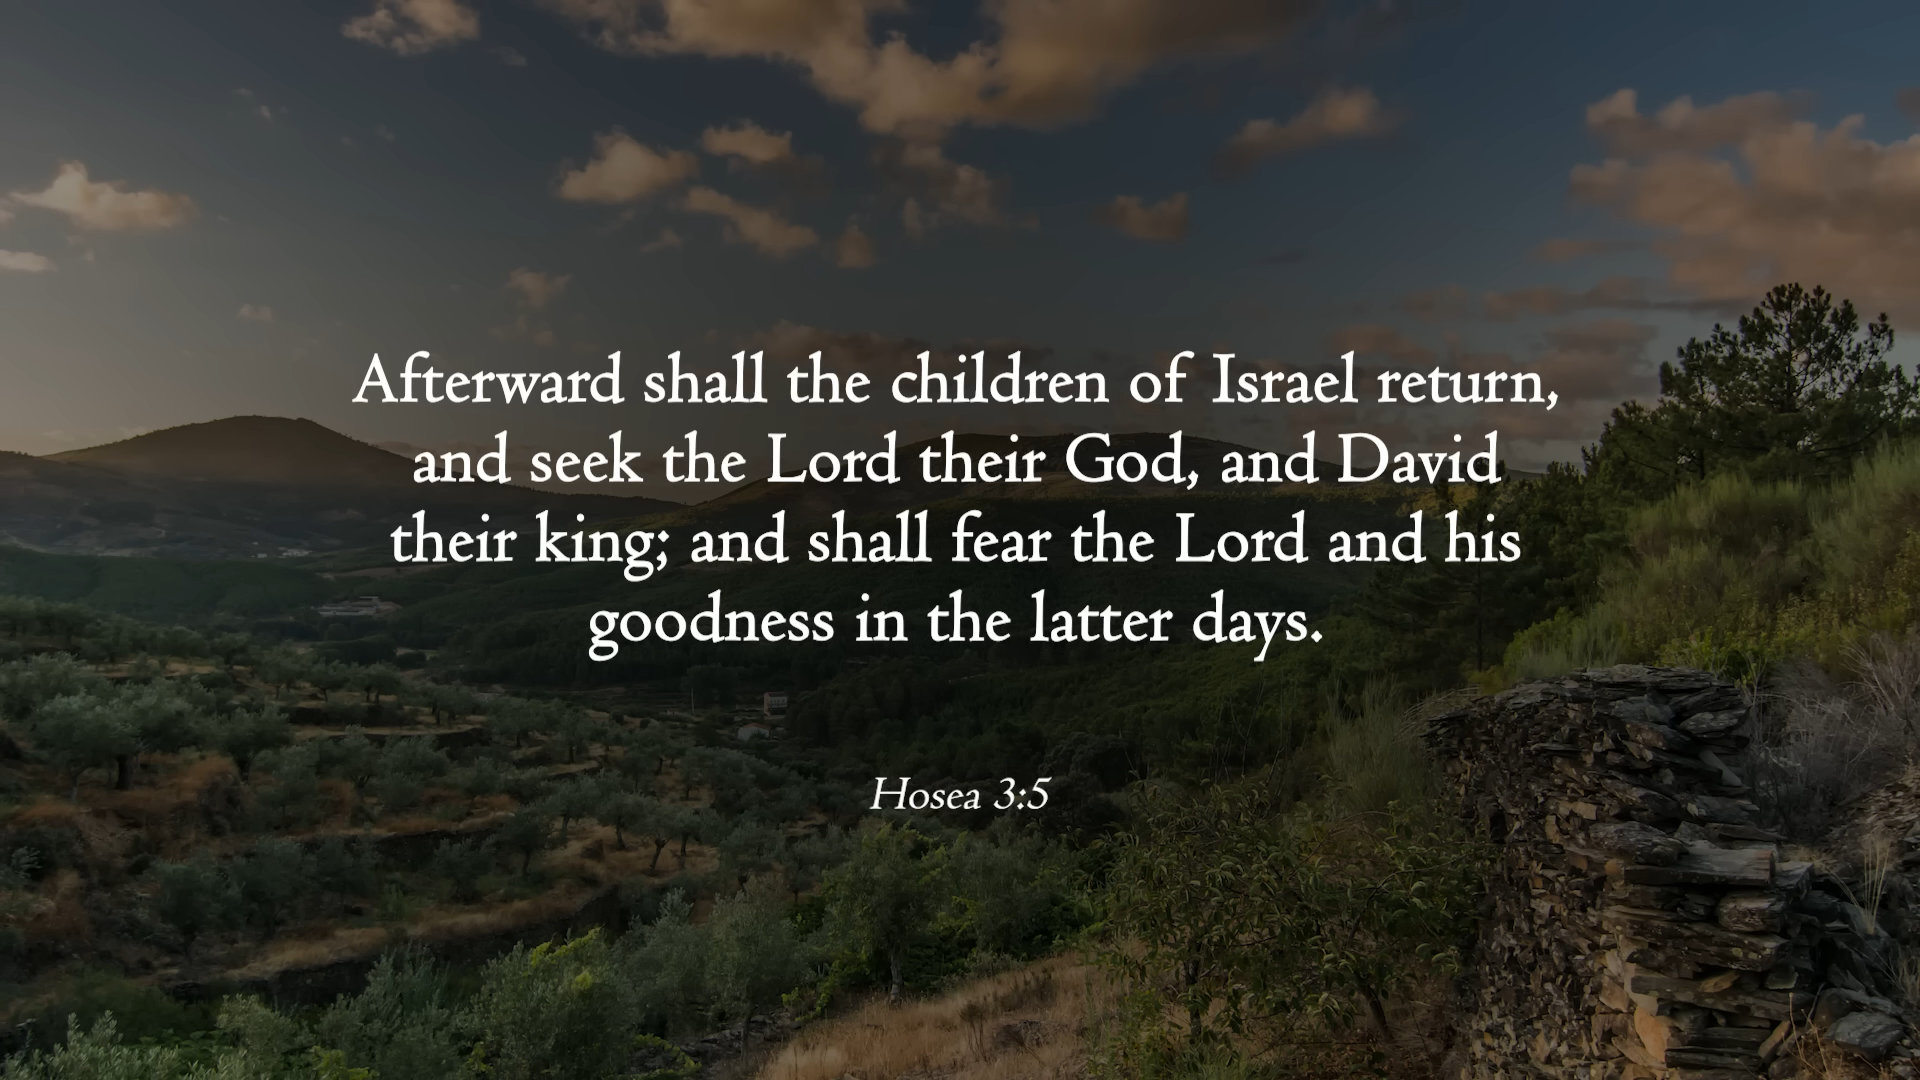 Afterward shall the children of Israel return,
and seek the Lord their God, and David
their king; and shall fear the Lord and his
goodness in the latter days.
Hosea 3:5